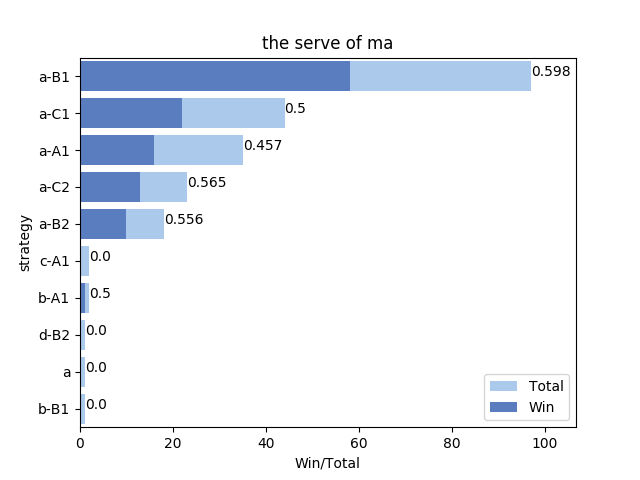 the serve of ma
a-B1
0.598
a-C1
0.5
a-A1
0.457
a-C2
0.565
a-B2
0.556
c-A1
0.0
b-A1
0.5
d-B2
0.0
a
0.0
b-B1
0.0
strategy
Total
Win
0 20 40 60 80 100
Win/Total